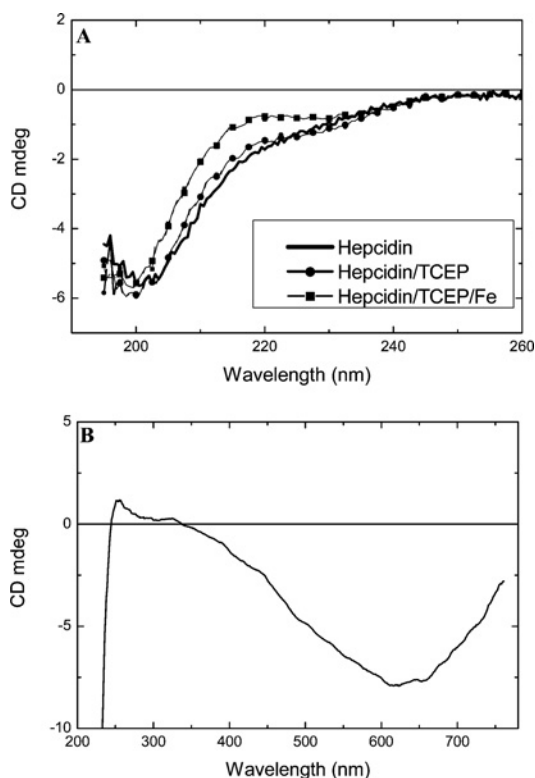 A
0
-2
-4
-6
CD mdeg
Hepcidin
Hepcidin/TCEP
Hepcidin/TCEP/Fe
200
220
240
260
Wavelength (nm)
B
5
0
-5
-10
CD mdeg
200
300
400
500
600
700
Wavelength (nm)